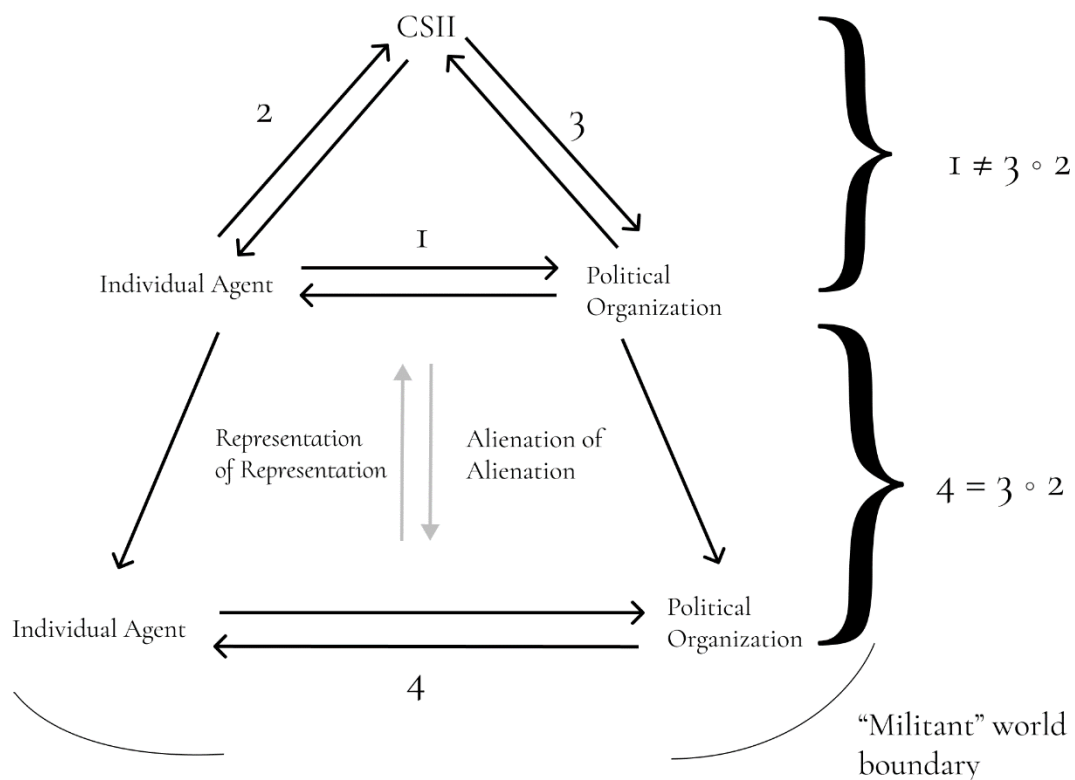 CSII
2
3
1 ≠ 3 ∘ 2
1
Individual Agent
Political
Organization
Representation
of Representation
Alienation of
Alienation
4 = 3 ∘ 2
Individual Agent
Political
Organization
4
“Militant” world
boundary